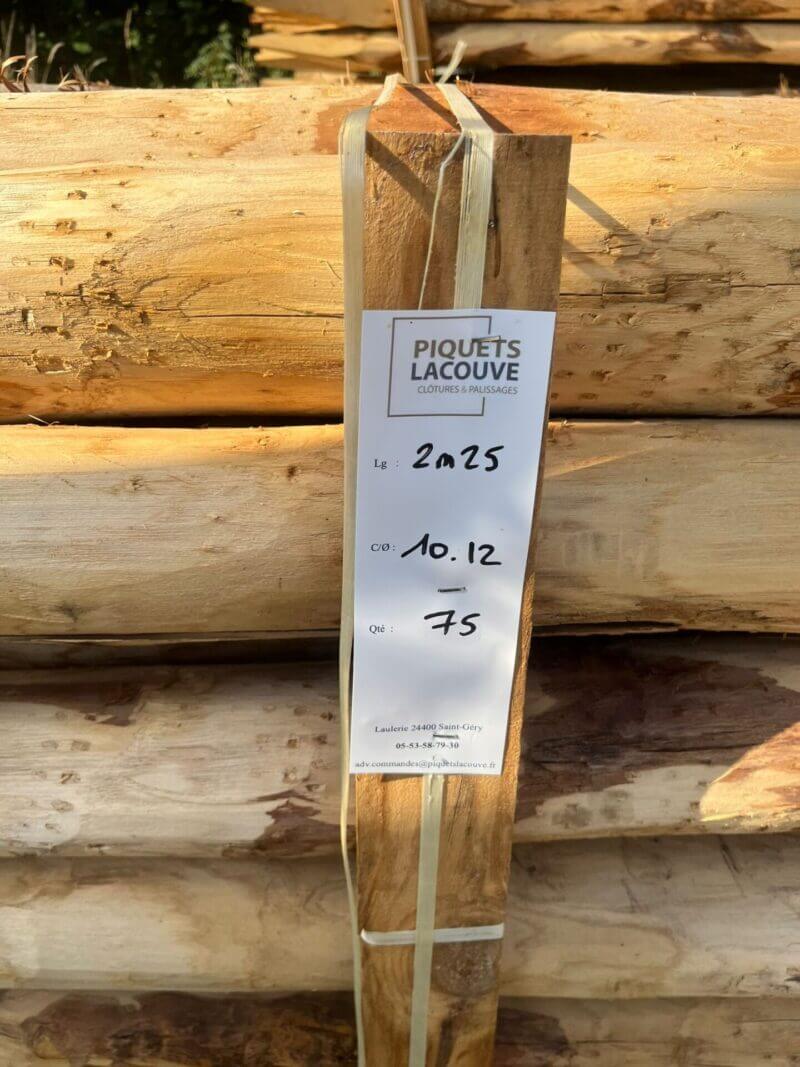 PIQUETS
LACOUVE
CLÔTURES & PALISSAGES
Lg : 2m25
C/Ø : 10.12
Qté : 75
Laulerie 24400 Saint-Géry
05-53-58-79-30
adv.commandes@piquetslacouve.fr